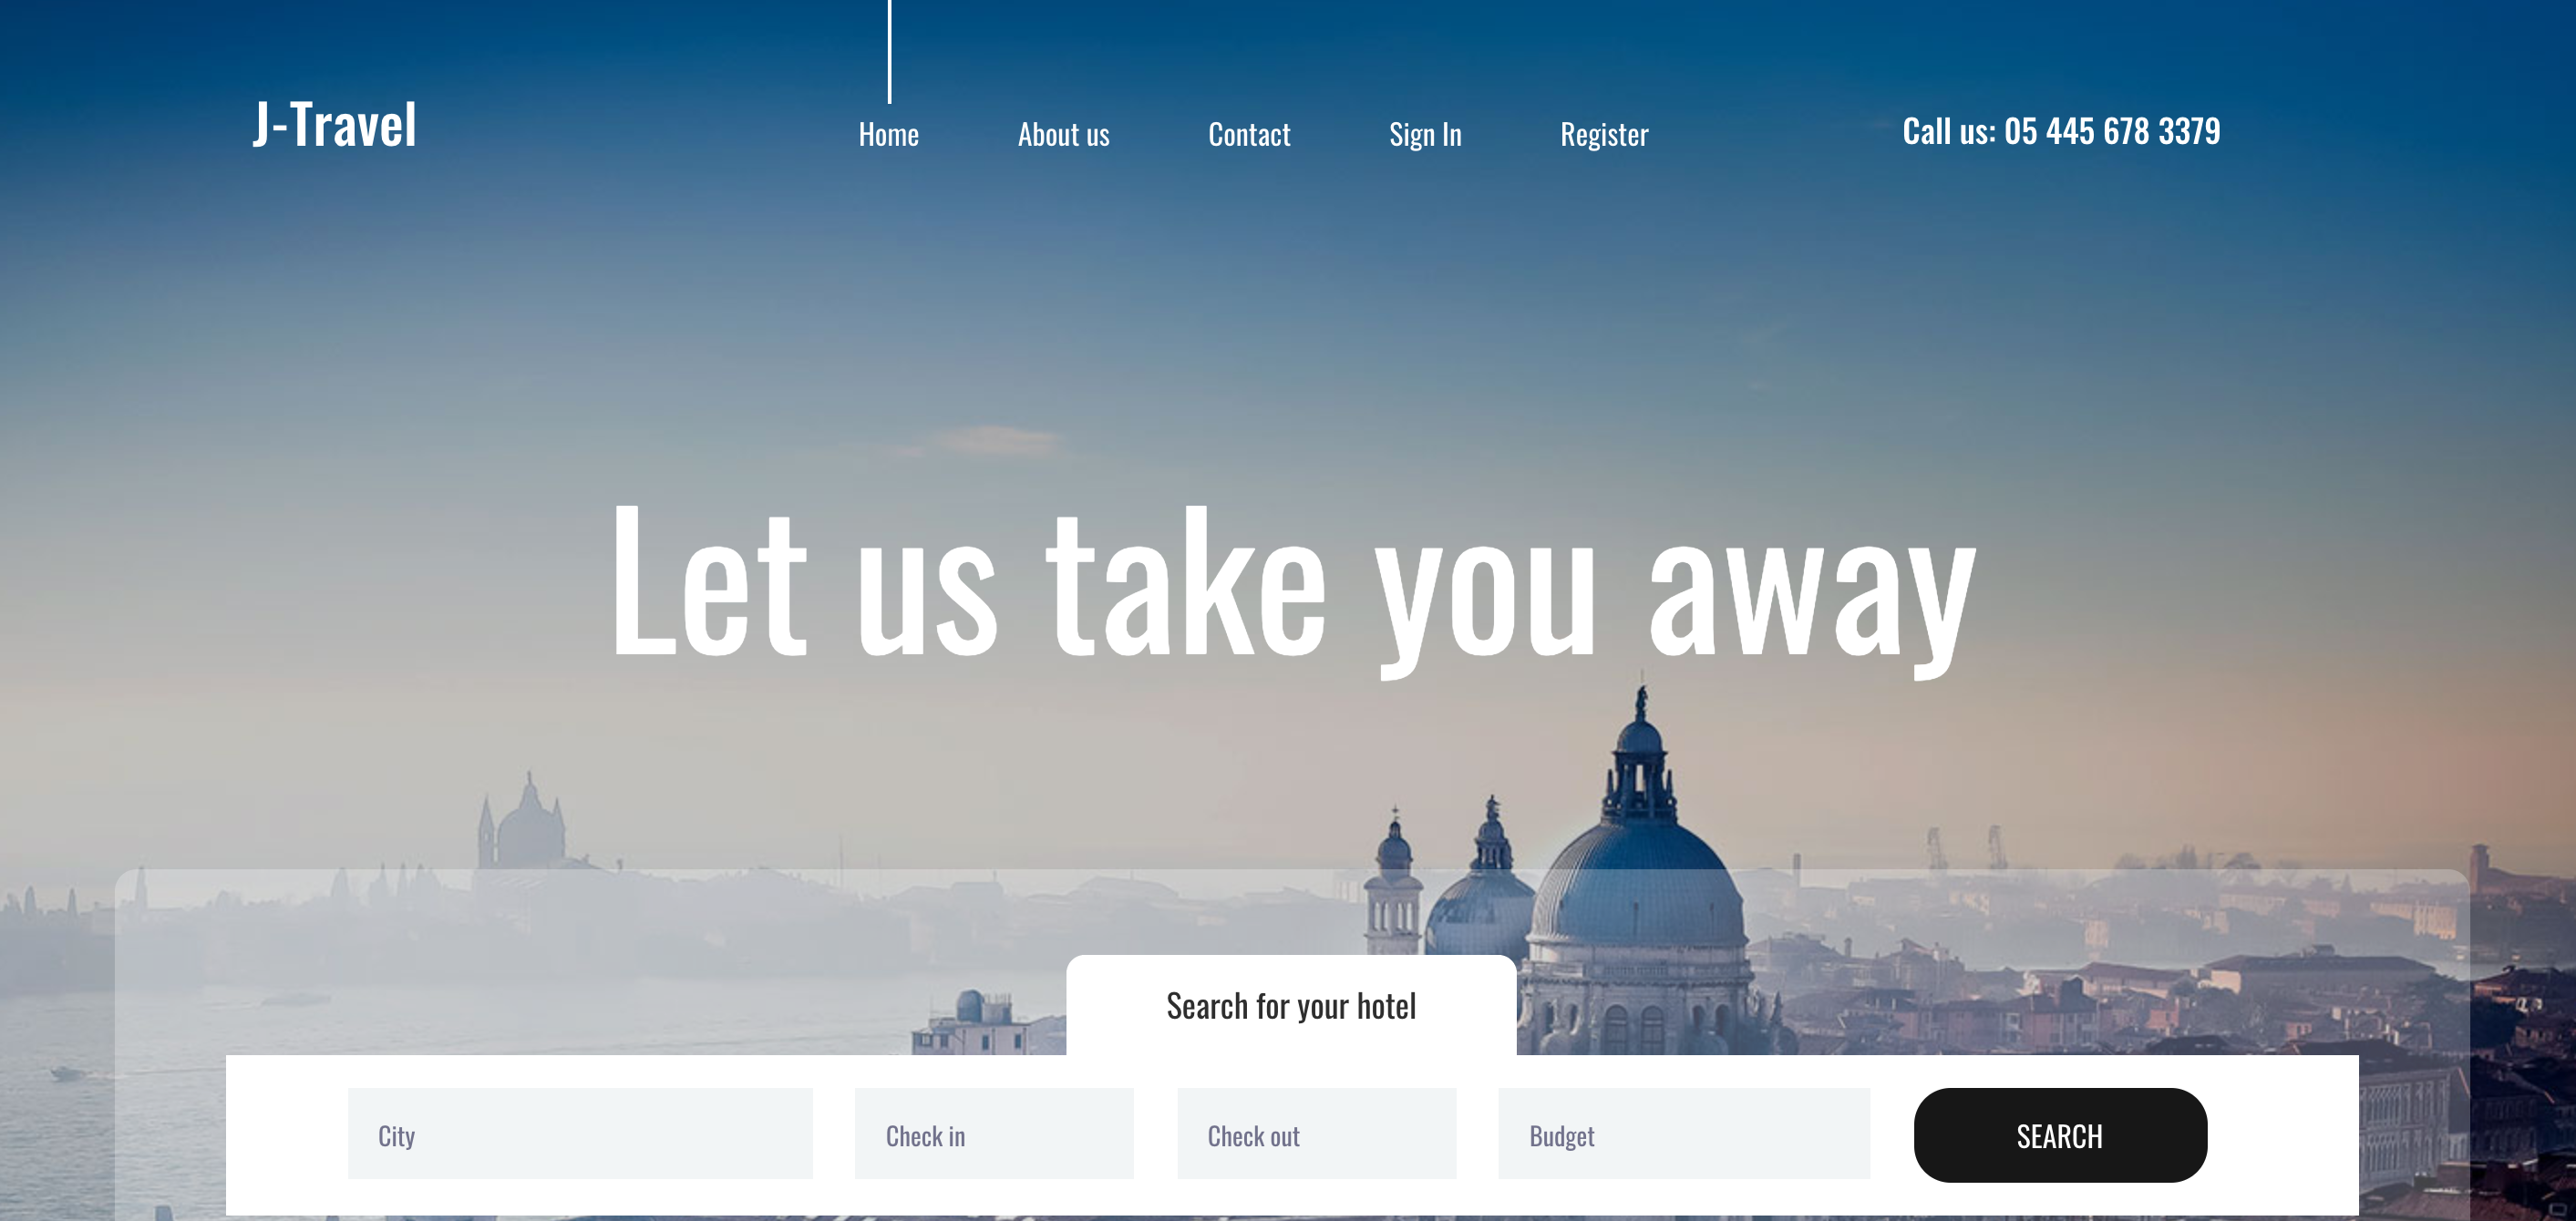 J-Travel
Home About us Contact Sign In Register
Call us: 05 445 678 3379
Let us take you away
Search for your hotel
City Check in Check out Budget SEARCH